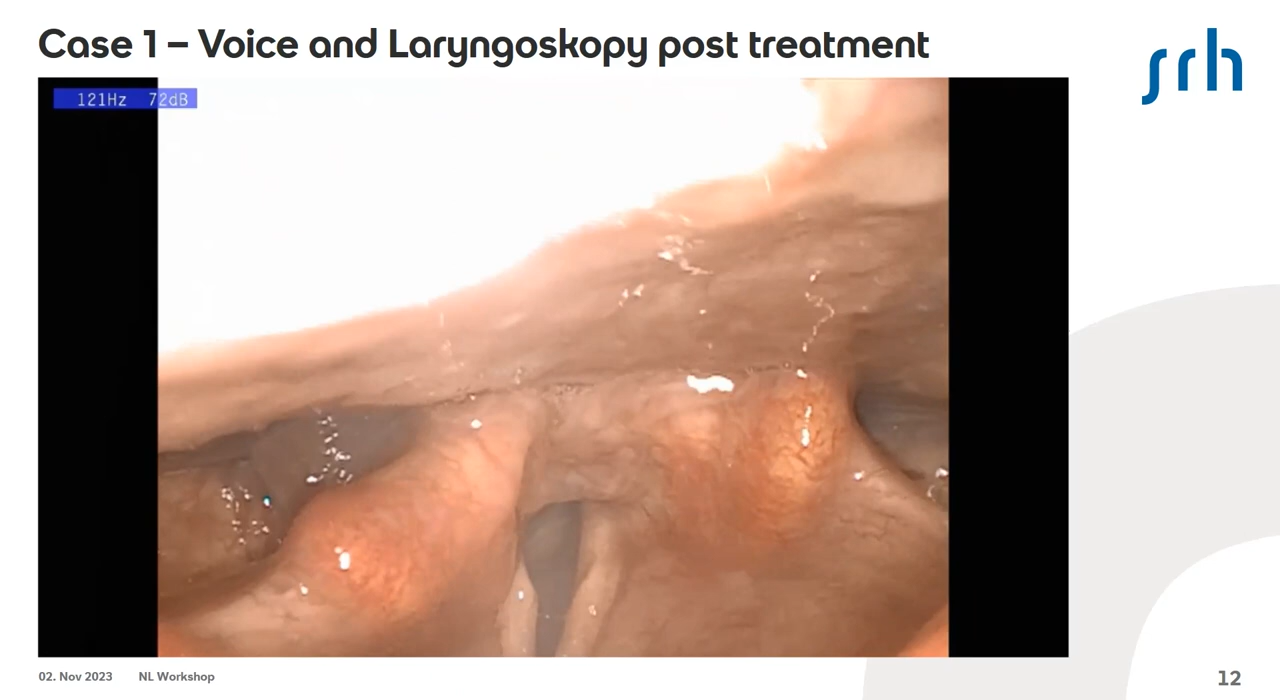 Case 1 – Voice and Laryngoskopy post treatment
srh
121Hz 72dB
02. Nov 2023 NL Workshop
12